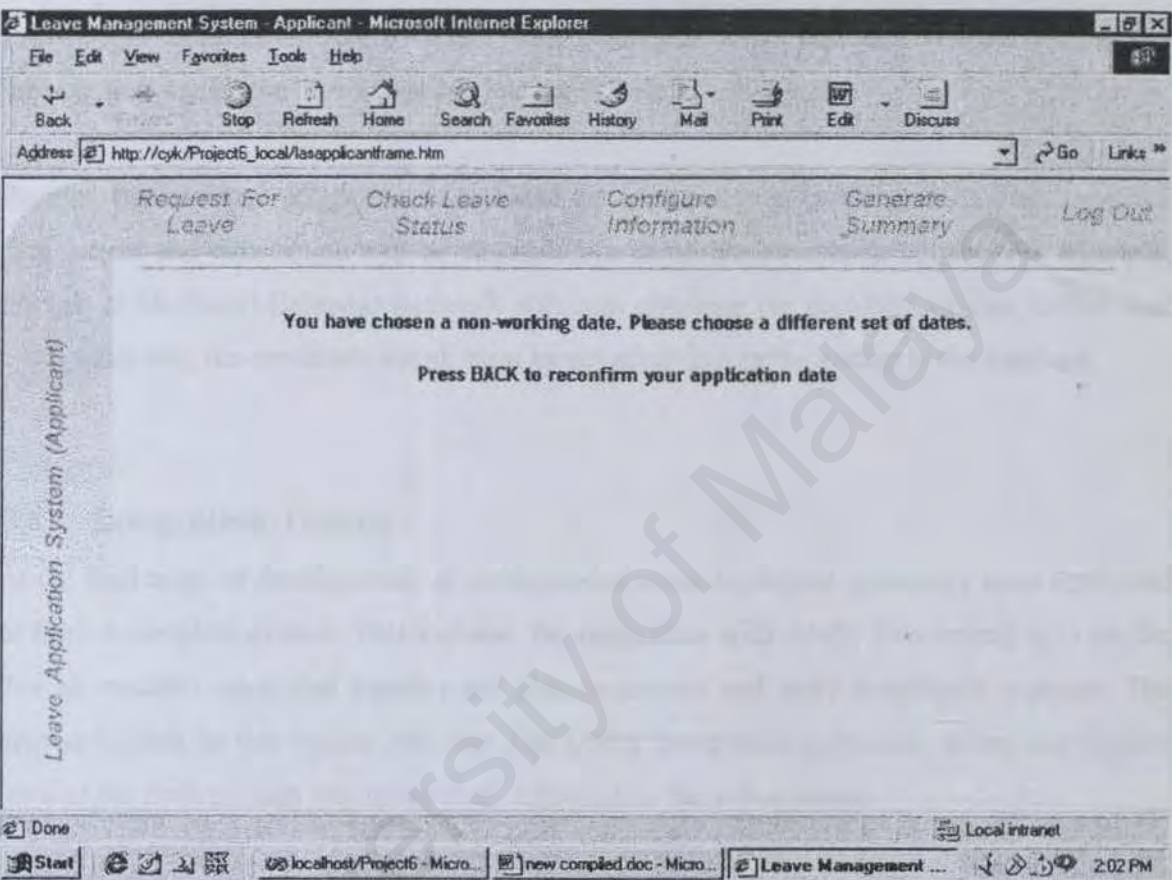 Leave Management System - Applicant - Microsoft Internet Explorer
File Edit View Favorites Tools Help
Back Stop Refresh Home Search Favorites History Mail Print Edit Discuss
Address http://cyk/Project6_local/lasapplicantframe.htm Go Links »
Request For Leave
Check Leave Status
Configure Information
Generate Summary
Log Out
You have chosen a non-working date. Please choose a different set of dates.
Press BACK to reconfirm your application date
Leave Application System (Applicant)
University of Malaya
Done Local intranet
Start localhost/Project6 - Micro... new compiled.doc - Micro... Leave Management ... 2:02 PM